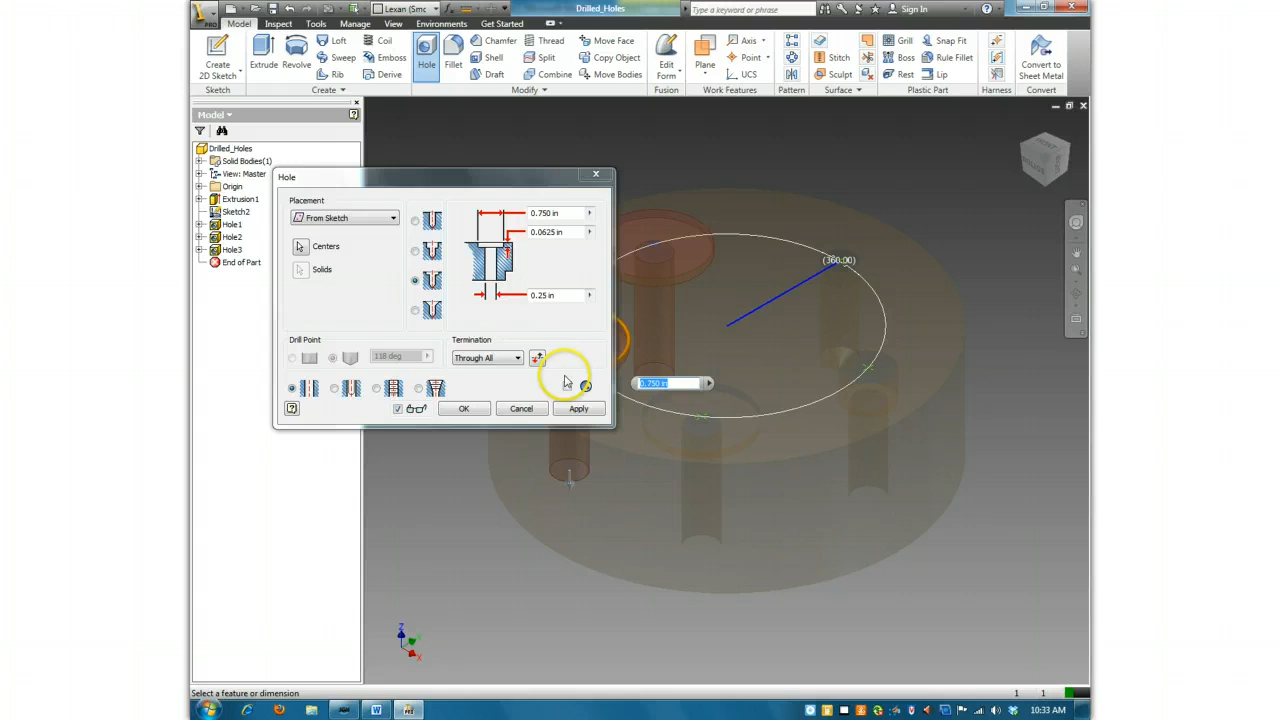 Lexan (Smc
Drilled_Holes
Type a keyword or phrase
Sign In
PRO
Model
Inspect
Tools
Manage
View
Environments
Get Started
Create
2D Sketch
Extrude
Revolve
Loft
Sweep
Rib
Coil
Emboss
Derive
Hole
Fillet
Chamfer
Shell
Draft
Thread
Split
Combine
Move Face
Copy Object
Move Bodies
Edit
Form
Plane
Axis
Point
UCS
Stitch
Sculpt
Grill
Boss
Rest
Snap Fit
Rule Fillet
Lip
Convert to
Sheet Metal
Sketch
Create
Modify
Fusion
Work Features
Pattern
Surface
Plastic Part
Harness
Convert
Model
Drilled_Holes
Solid Bodies(1)
View: Master
Origin
Extrusion1
Sketch2
Hole1
Hole2
Hole3
End of Part
Hole
Placement
From Sketch
Centers
Solids
0.750 in
0.0625 in
0.25 in
Drill Point
118 deg
Termination
Through All
OK
Cancel
Apply
(360.00)
0.750 in
Z
X
Select a feature or dimension
1 1
10:33 AM